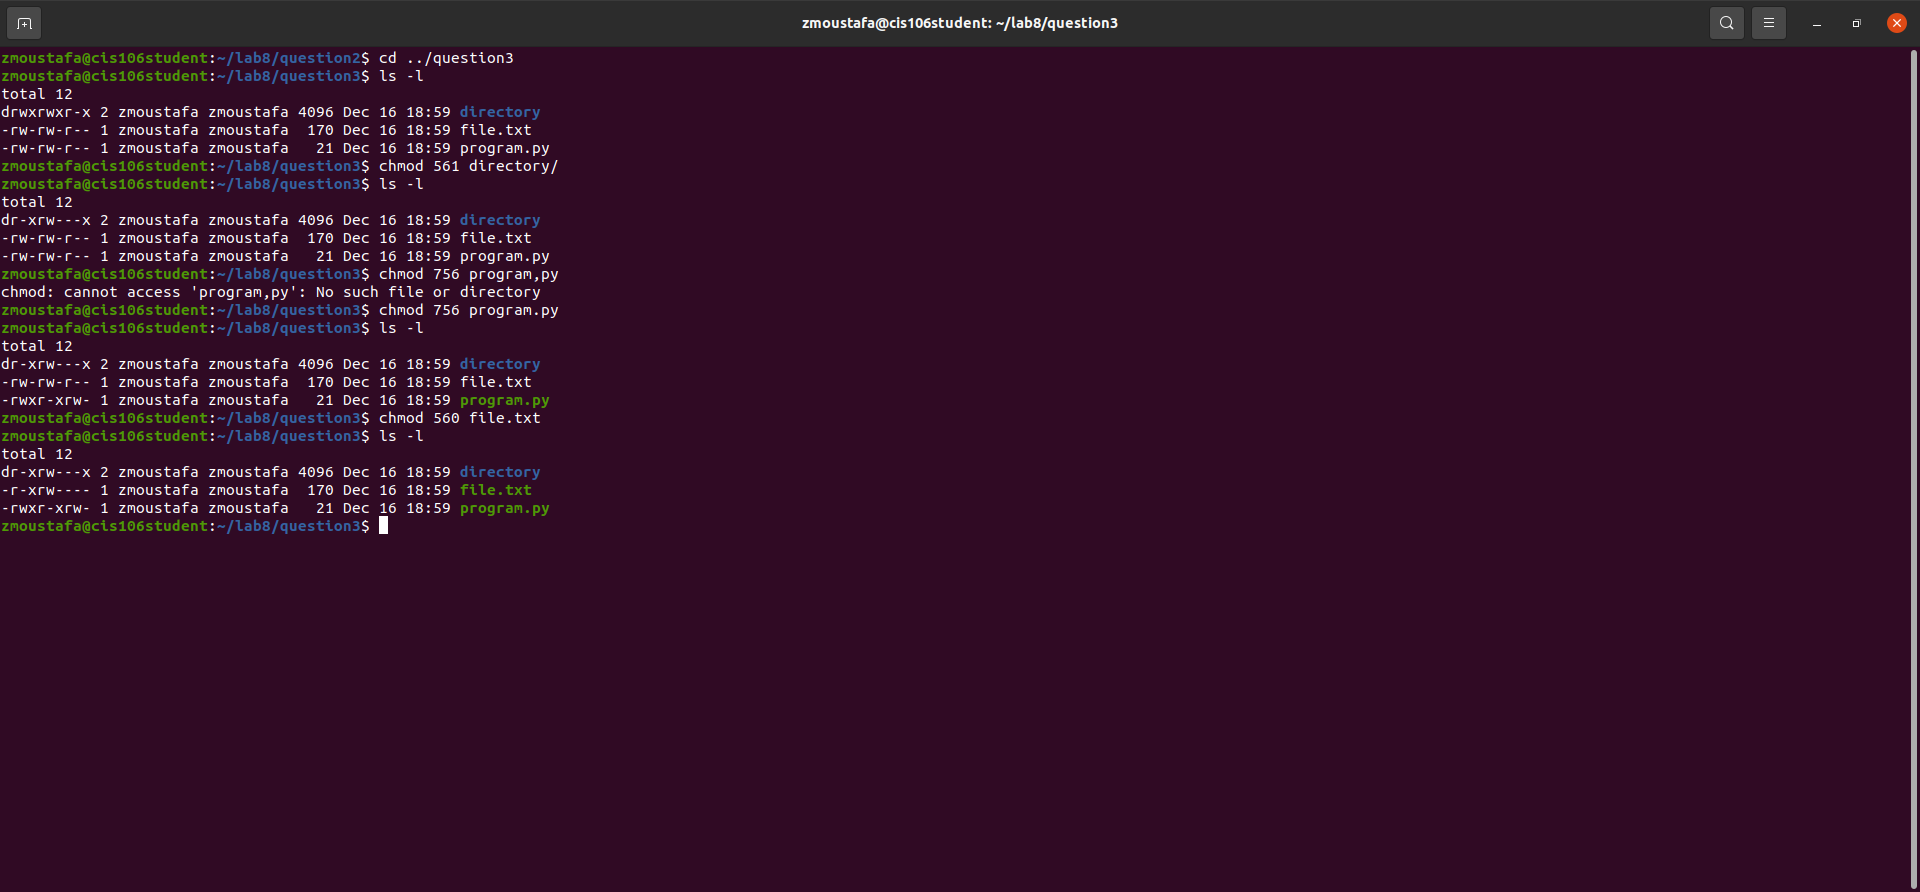 zmoustafa@cis106student: ~/lab8/question3
zmoustafa@cis106student:~/lab8/question2$ cd ../question3
zmoustafa@cis106student:~/lab8/question3$ ls -l
total 12
drwxrwxr-x 2 zmoustafa zmoustafa 4096 Dec 16 18:59 directory
-rw-rw-r-- 1 zmoustafa zmoustafa  170 Dec 16 18:59 file.txt
-rw-rw-r-- 1 zmoustafa zmoustafa   21 Dec 16 18:59 program.py
zmoustafa@cis106student:~/lab8/question3$ chmod 561 directory/
zmoustafa@cis106student:~/lab8/question3$ ls -l
total 12
dr-xrw---x 2 zmoustafa zmoustafa 4096 Dec 16 18:59 directory
-rw-rw-r-- 1 zmoustafa zmoustafa  170 Dec 16 18:59 file.txt
-rw-rw-r-- 1 zmoustafa zmoustafa   21 Dec 16 18:59 program.py
zmoustafa@cis106student:~/lab8/question3$ chmod 756 program,py
chmod: cannot access 'program,py': No such file or directory
zmoustafa@cis106student:~/lab8/question3$ chmod 756 program.py
zmoustafa@cis106student:~/lab8/question3$ ls -l
total 12
dr-xrw---x 2 zmoustafa zmoustafa 4096 Dec 16 18:59 directory
-rw-rw-r-- 1 zmoustafa zmoustafa  170 Dec 16 18:59 file.txt
-rwxr-xrw- 1 zmoustafa zmoustafa   21 Dec 16 18:59 program.py
zmoustafa@cis106student:~/lab8/question3$ chmod 560 file.txt
zmoustafa@cis106student:~/lab8/question3$ ls -l
total 12
dr-xrw---x 2 zmoustafa zmoustafa 4096 Dec 16 18:59 directory
-r-xrw---- 1 zmoustafa zmoustafa  170 Dec 16 18:59 file.txt
-rwxr-xrw- 1 zmoustafa zmoustafa   21 Dec 16 18:59 program.py
zmoustafa@cis106student:~/lab8/question3$